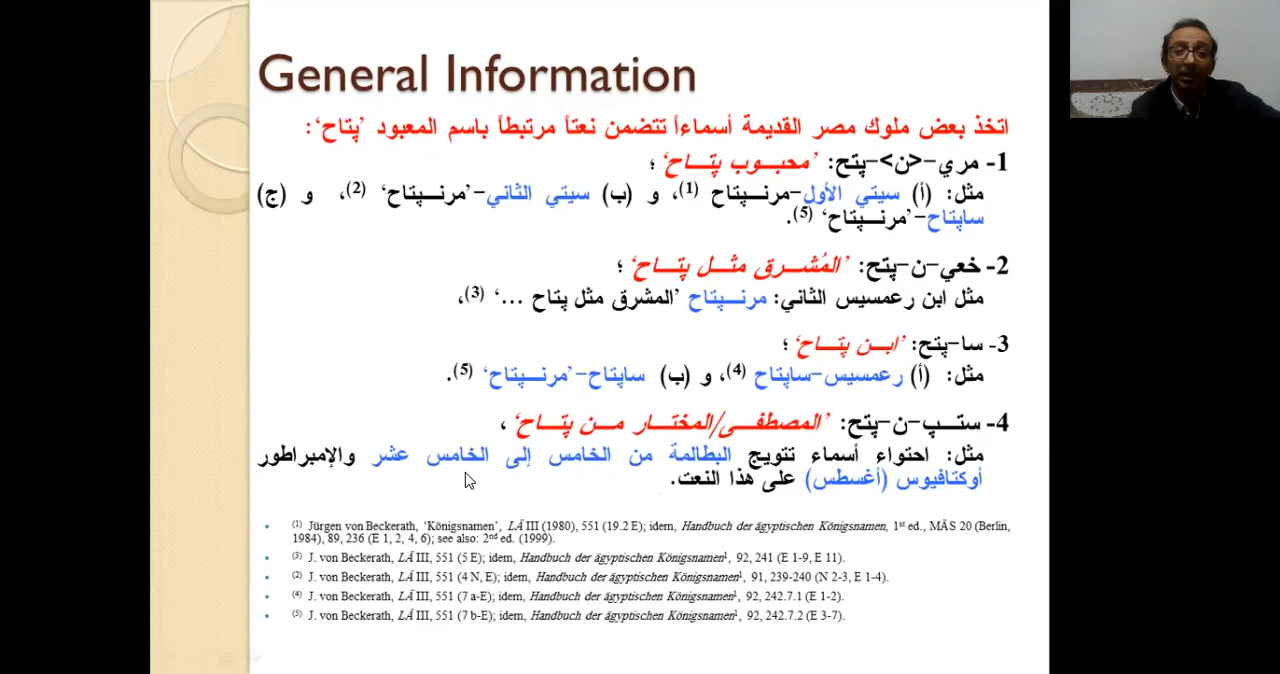 General Information
اتخذ بعض ملوك مصر القديمة أسماءاً تتضمن نعتاً مرتبطاً باسم المعبود ’پتاح‘:
1- مري-<ن>-پتح: ’محبوب پتاح‘؛
مثل: (أ) سيتي الأول-مرنپتاح (1)، و (ب) سيتي الثاني-’مرنپتاح‘ (2)، و (ج)
ساپتاح-’مرنپتاح‘ (5).
2- خعي-ن-پتح: ’المُشرق مثل پتاح‘؛
مثل ابن رعمسيس الثاني: مرنپتاح ’المشرق مثل پتاح ...‘ (3)،
3- سا-پتح: ’ابن پتاح‘؛
مثل: (أ) رعمسيس-ساپتاح (4)، و (ب) ساپتاح-’مرنپتاح‘ (5).
4- ستپ-ن-پتح: ’المصطفى/المختار من پتاح‘،
مثل: احتواء أسماء تتويج البطالمة من الخامس إلى الخامس عشر والإمبراطور
أوكتافيوس (أغسطس) على هذا النعت.
• (1) Jürgen von Beckerath, ‘Königsnamen’, LÄ III (1980), 551 (19.2 E); idem, Handbuch der ägyptischen Königsnamen, 1st ed., MÄS 20 (Berlin,
1984), 89, 236 (E 1, 2, 4, 6); see also: 2nd ed. (1999).
• (3) J. von Beckerath, LÄ III, 551 (5 E); idem, Handbuch der ägyptischen Königsnamen1, 92, 241 (E 1-9, E 11).
• (2) J. von Beckerath, LÄ III, 551 (4 N, E); idem, Handbuch der ägyptischen Königsnamen1, 91, 239-240 (N 2-3, E 1-4).
• (4) J. von Beckerath, LÄ III, 551 (7 a-E); idem, Handbuch der ägyptischen Königsnamen1, 92, 242.7.1 (E 1-2).
• (5) J. von Beckerath, LÄ III, 551 (7 b-E); idem, Handbuch der ägyptischen Königsnamen1, 92, 242.7.2 (E 3-7).